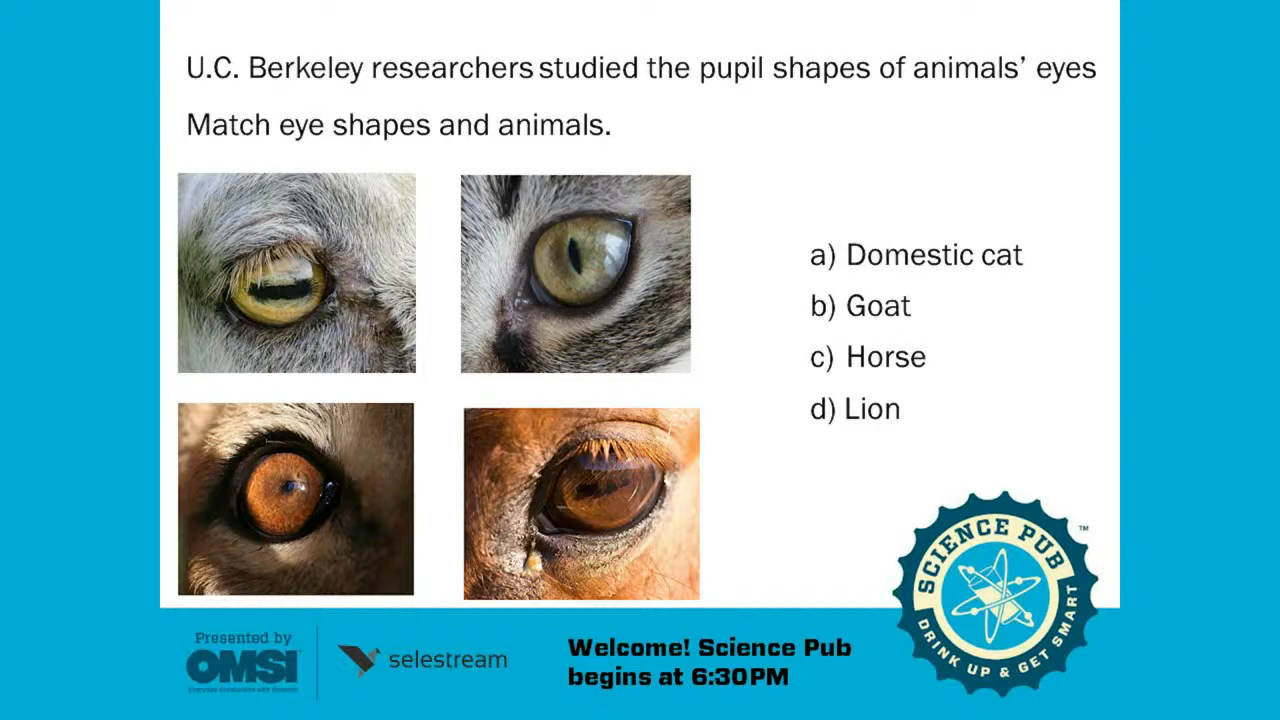 U.C. Berkeley researchers studied the pupil shapes of animals’ eyes
Match eye shapes and animals.
a) Domestic cat
b) Goat
c) Horse
d) Lion
SCIENCE PUB
DRINK UP & GET SMART
TM
Presented by
OMSI
selestream
Welcome! Science Pub
begins at 6:30PM